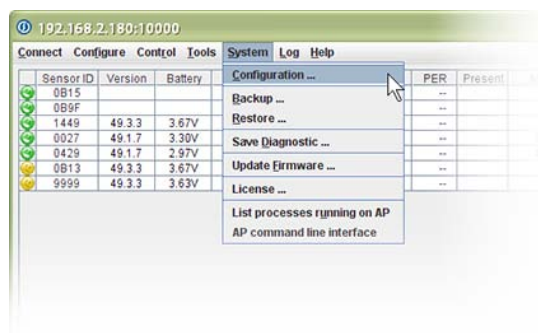 192.168.2.180:10000
Connect Configure Control Tools System Log Help
Sensor ID Version Battery PER Present
0B15 --
0B9F --
1449 49.3.3 3.67V --
0027 49.1.7 3.30V --
0429 49.1.7 2.97V --
0B13 49.3.3 3.67V --
9999 49.3.3 3.63V --
Configuration ...
Backup ...
Restore ...
Save Diagnostic ...
Update Firmware ...
License ...
List processes running on AP
AP command line interface